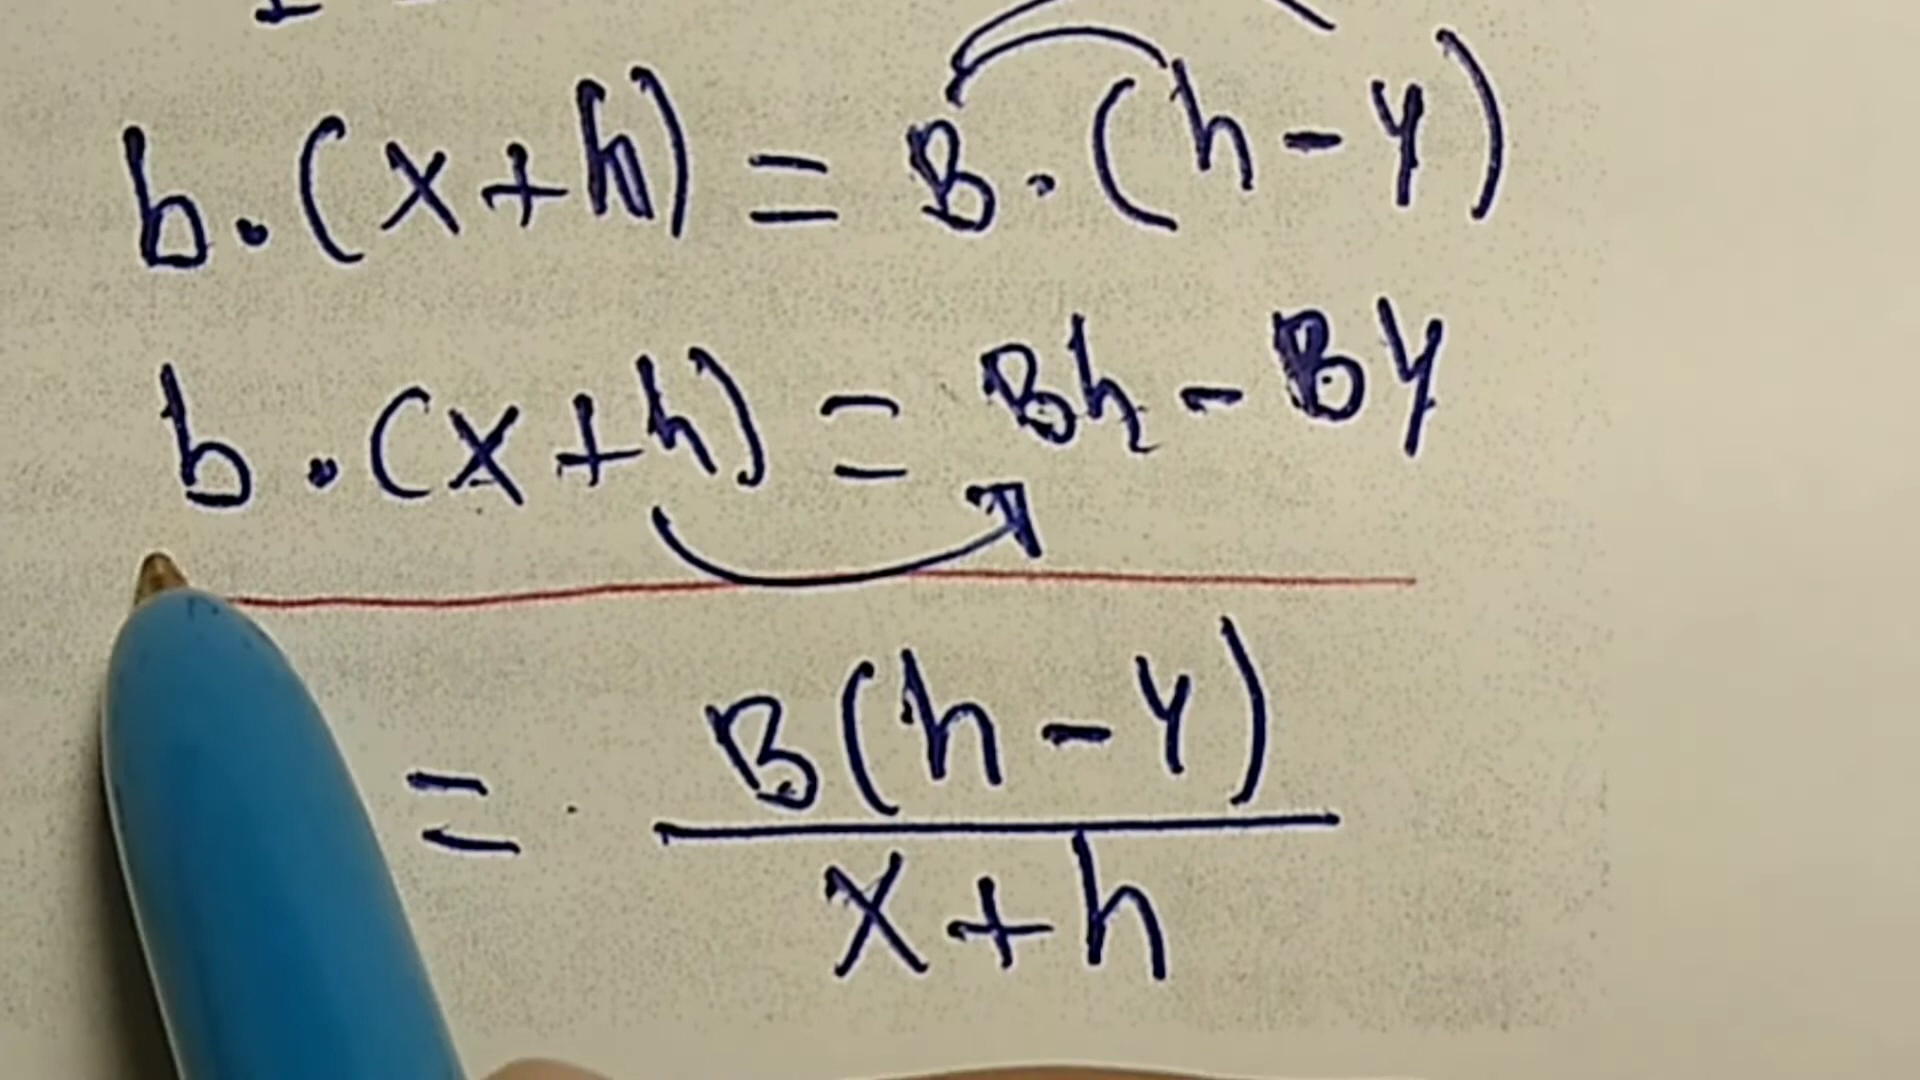 b.(x+h) = B.(h-y)
b.(x+h) = Bh - By
= B(h-y)
x+h